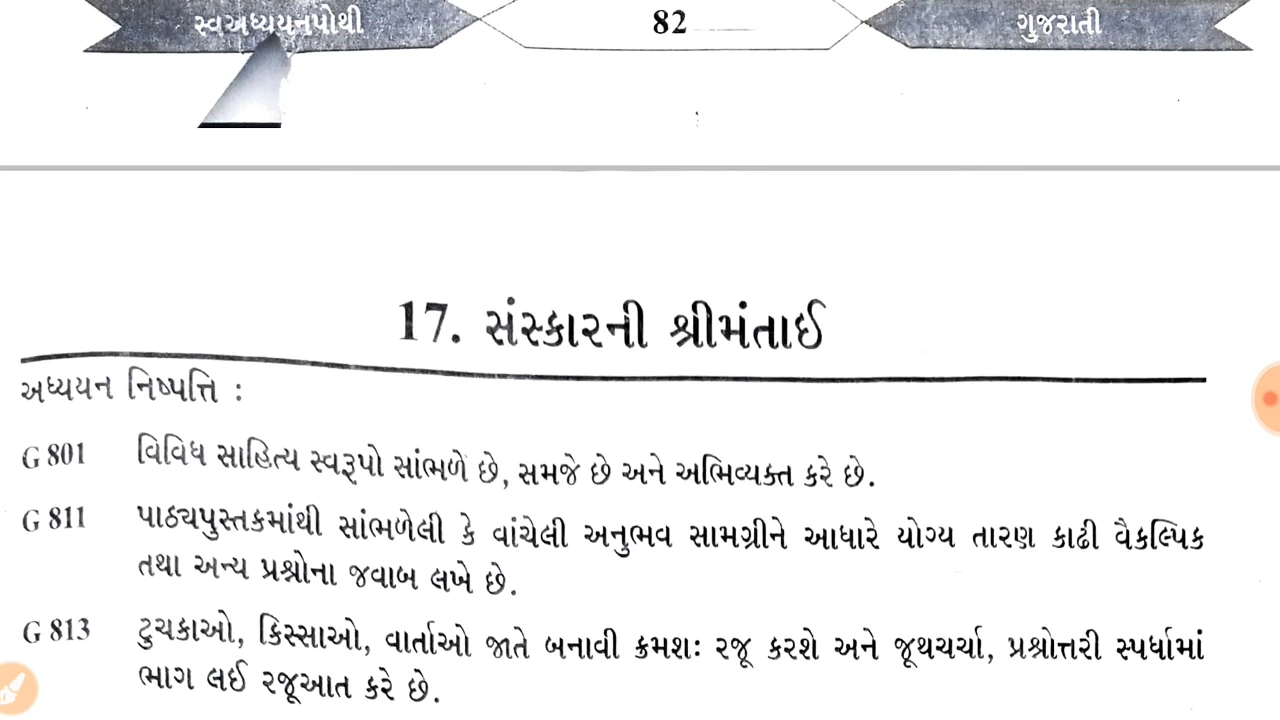 સ્વઅધ્યયનપોથી
82
ગુજરાતી
17. સંસ્કારની શ્રીમંતાઈ
અધ્યયન નિષ્પત્તિ :
G 801 વિવિધ સાહિત્ય સ્વરૂપો સાંભળે છે, સમજે છે અને અભિવ્યક્ત કરે છે.
G 811 પાઠ્યપુસ્તકમાંથી સાંભળેલી કે વાંચેલી અનુભવ સામગ્રીને આધારે યોગ્ય તારણ કાઢી વૈકલ્પિક
તથા અન્ય પ્રશ્નોના જવાબ લખે છે.
G 813 ટુચકાઓ, કિસ્સાઓ, વાર્તાઓ જાતે બનાવી ક્રમશઃ રજૂ કરશે અને જૂથચર્ચા, પ્રશ્નોત્તરી સ્પર્ધામાં
ભાગ લઈ રજૂઆત કરે છે.